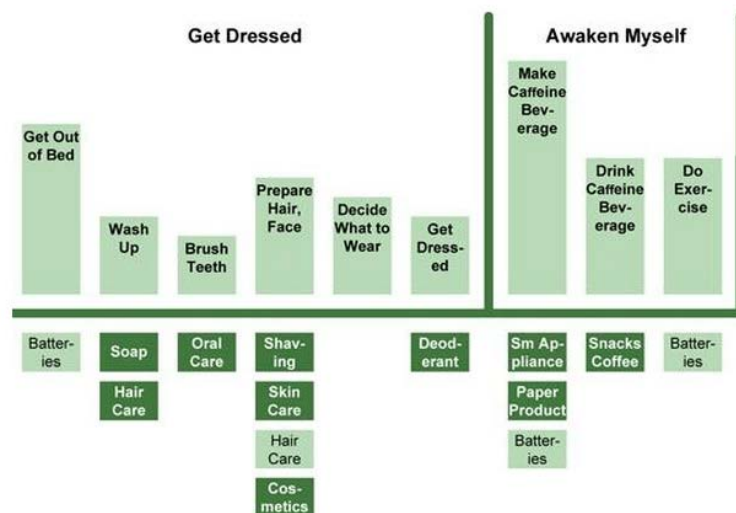 Get Dressed
Awaken Myself
Get Out
of Bed
Wash
Up
Brush
Teeth
Prepare
Hair,
Face
Decide
What to
Wear
Get
Dress-
ed
Make
Caffeine
Bev-
erage
Drink
Caffeine
Bev-
erage
Do
Exer-
cise
Batter-
ies
Soap
Hair
Care
Oral
Care
Shav-
ing
Skin
Care
Hair
Care
Cos-
metics
Deod-
erant
Sm Ap-
pliance
Paper
Product
Batter-
ies
Snacks
Coffee
Batter-
ies